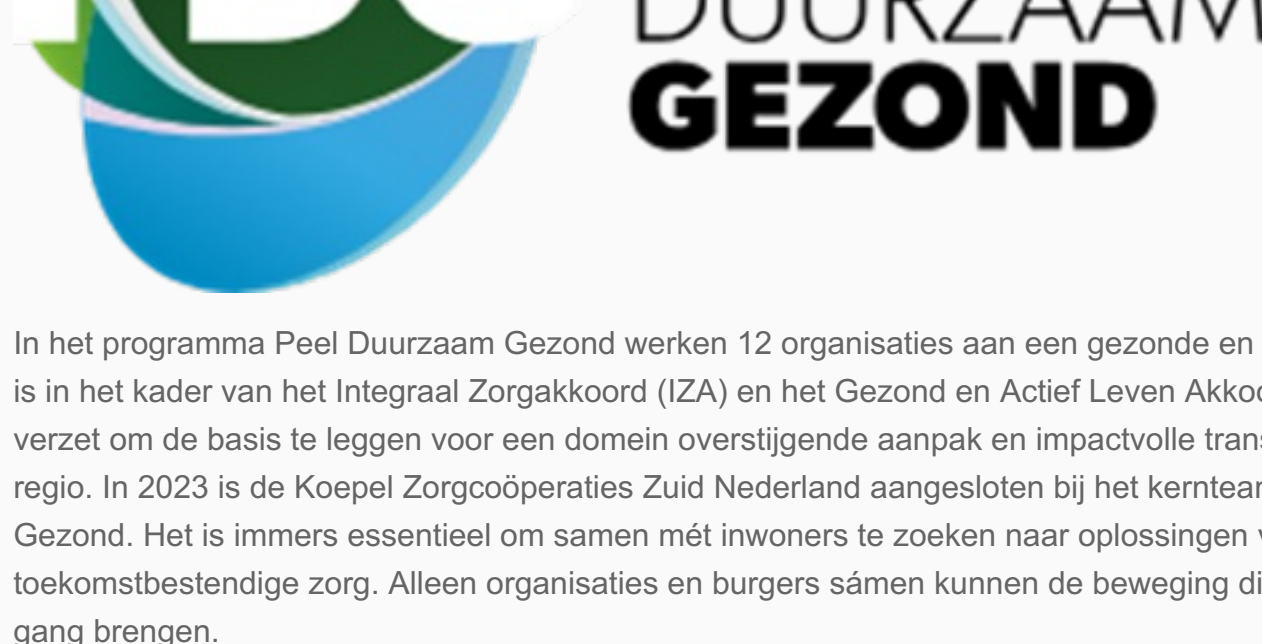 DUURZAAM
GEZOND
In het programma Peel Duurzaam Gezond werken 12 organisaties aan een gezonde en
is in het kader van het Integraal Zorgakkoord (IZA) en het Gezond en Actief Leven
verzet om de basis te leggen voor een domein overstijgende aanpak en impactvolle
regio. In 2023 is de Koepel Zorgcoöperaties Zuid Nederland aangesloten bij het
Gezond. Het is immers essentieel om samen mét inwoners te zoeken naar oplossingen
toekomstbestendige zorg. Alleen organisaties en burgers sámen kunnen de beweging
gang brengen.